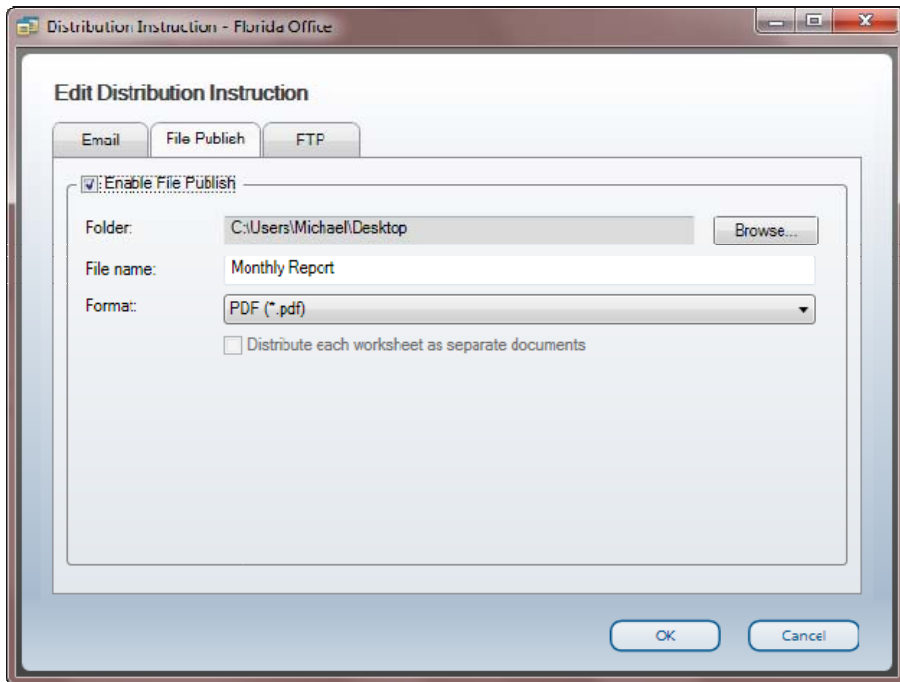 Distribution Instruction - Florida Office
Edit Distribution Instruction
Email File Publish FTP
Enable File Publish
Folder: C:\Users\Michael\Desktop Browse...
File name: Monthly Report
Format: PDF (*.pdf)
Distribute each worksheet as separate documents
OK Cancel